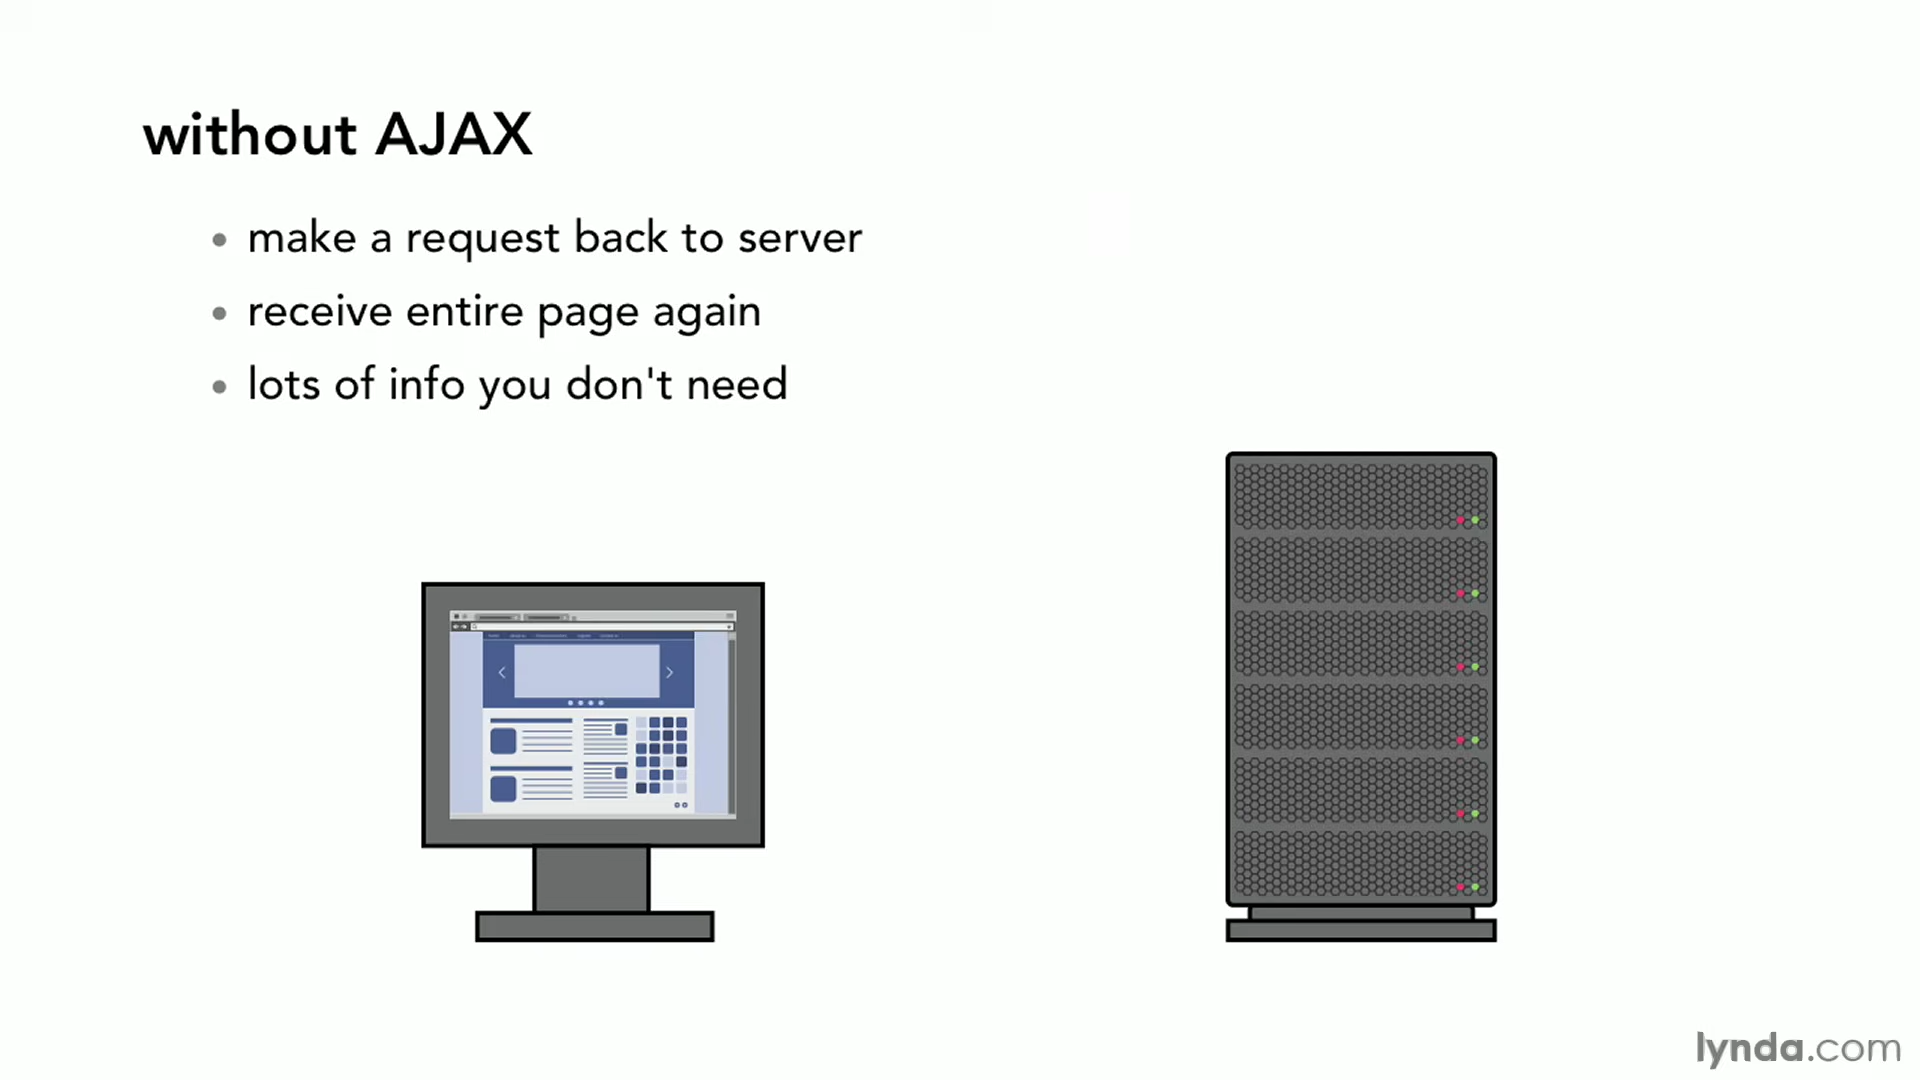 without AJAX
• make a request back to server
• receive entire page again
• lots of info you don't need
lynda.com